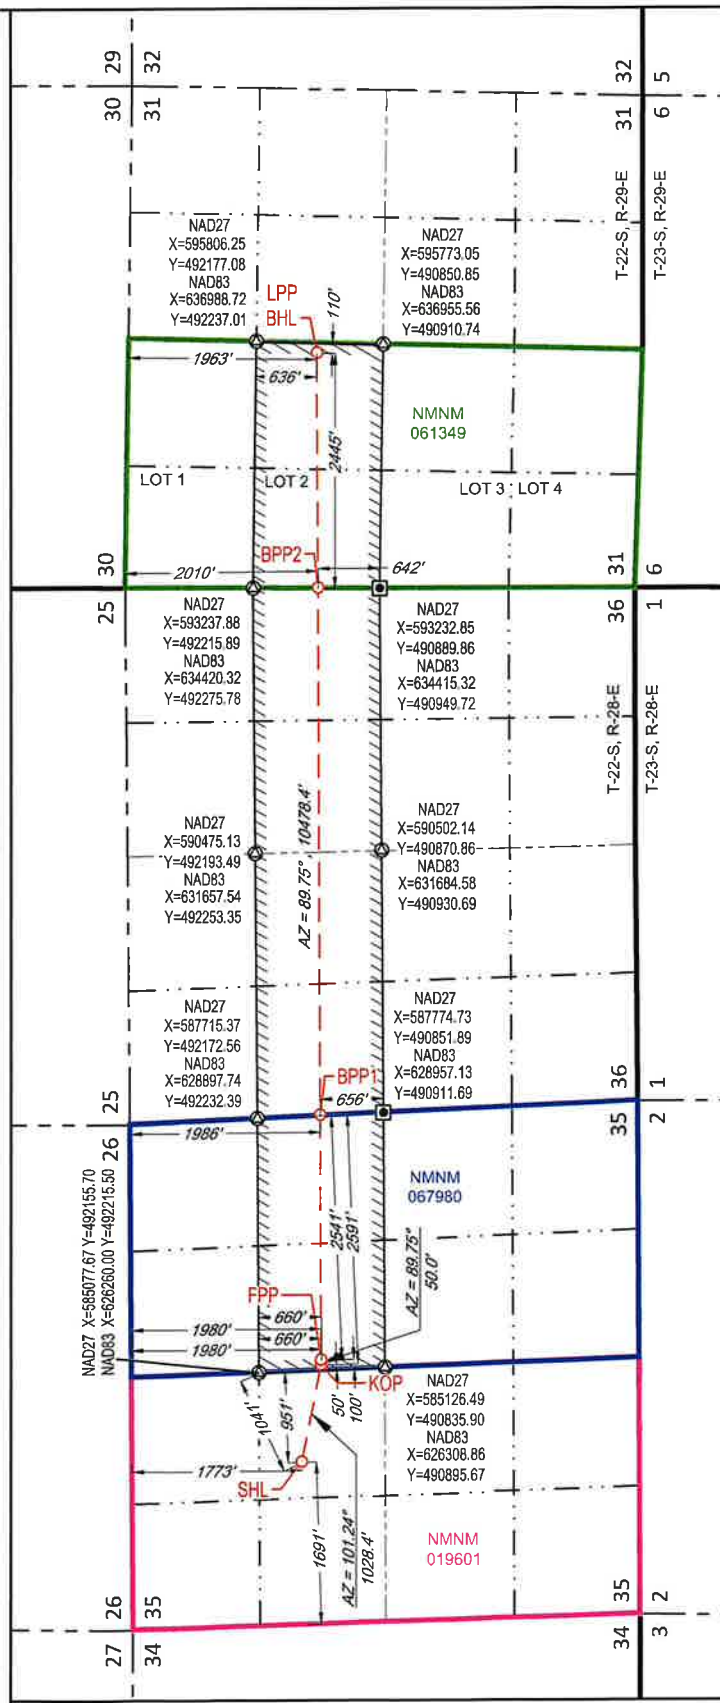 29
32
30
31
32
5
31
6
T-22-S, R-29-E
T-23-S, R-29-E
NAD27
X=595806.25
Y=492177.08
NAD83
X=636988.72
Y=492237.01
NAD27
X=595773.05
Y=490850.85
NAD83
X=636955.56
Y=490910.74
LPP
BHL
110'
1963'
636'
2445'
NMNM
061349
LOT 1
LOT 2
LOT 3
LOT 4
30
BPP2
2010'
642'
31
6
25
36
1
NAD27
X=593237.88
Y=492215.89
NAD83
X=634420.32
Y=492275.78
NAD27
X=593232.85
Y=490889.86
NAD83
X=634415.32
Y=490949.72
T-22-S, R-28-E
T-23-S, R-28-E
NAD27
X=590475.13
Y=492193.49
NAD83
X=631657.54
Y=492253.35
NAD27
X=590502.14
Y=490870.86
NAD83
X=631684.58
Y=490930.69
AZ = 89.75°, 10478.4'
NAD27
X=587715.37
Y=492172.56
NAD83
X=628897.74
Y=492232.39
NAD27
X=587774.73
Y=490851.89
NAD83
X=628957.13
Y=490911.69
BPP1
656'
25
36
1
26
35
2
1986'
NAD27 X=585077.67 Y=492155.70
NAD83 X=626260.00 Y=492215.50
2541'
2591'
NMNM
067980
AZ = 89.75°
50.0'
FPP
660'
1980'
660'
1980'
KOP
50'
100'
1041'
951'
NAD27
X=585126.49
Y=490835.90
NAD83
X=626308.86
Y=490895.67
1773'
SHL
1691'
AZ = 101.24°
1028.4'
NMNM
019601
26
35
35
2
27
34
34
3